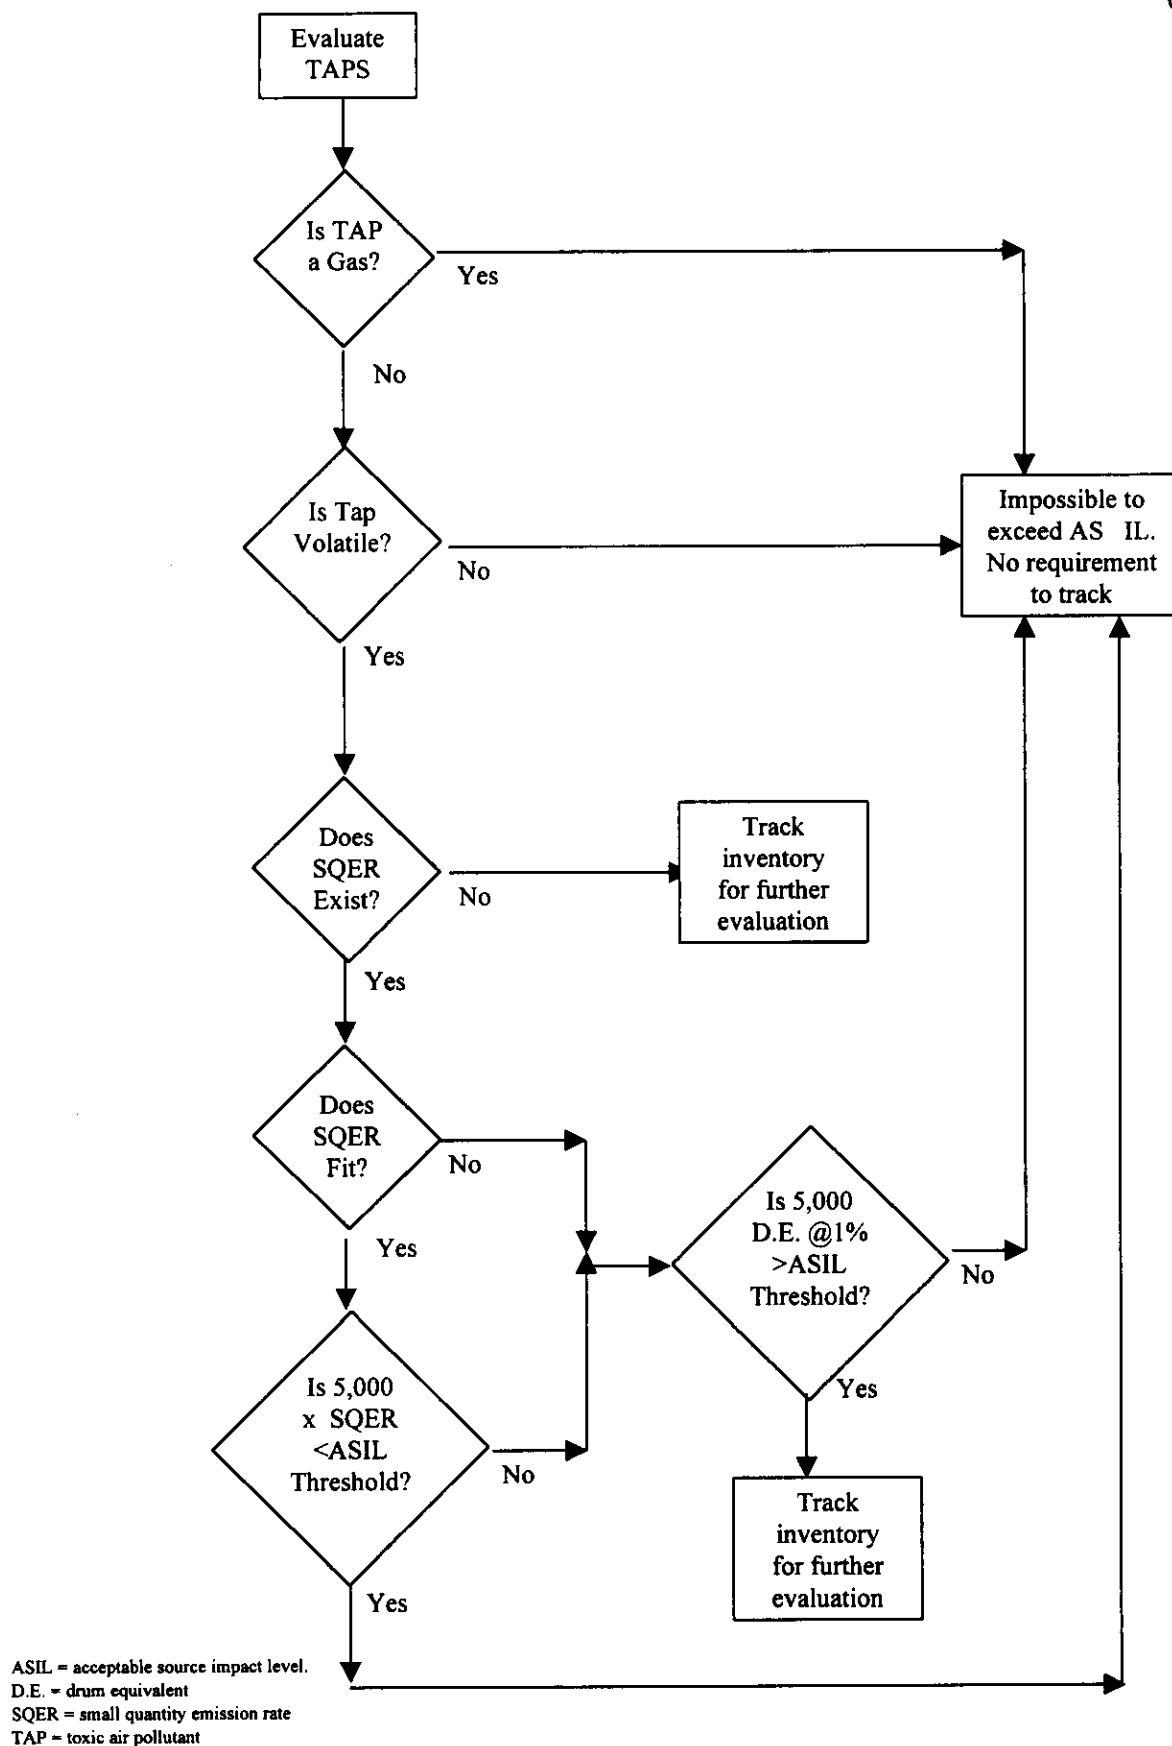 Evaluate
TAPS
Is TAP
a Gas?
Yes
No
Is Tap
Volatile?
No
Yes
Impossible to
exceed AS IL.
No requirement
to track
Does
SQER
Exist?
No
Yes
Track
inventory
for further
evaluation
Does
SQER
Fit?
No
Yes
Is 5,000
D.E. @1%
>ASIL
Threshold?
No
Yes
Is 5,000
x SQER
<ASIL
Threshold?
No
Yes
Track
inventory
for further
evaluation
ASIL = acceptable source impact level.
D.E. = drum equivalent
SQER = small quantity emission rate
TAP = toxic air pollutant